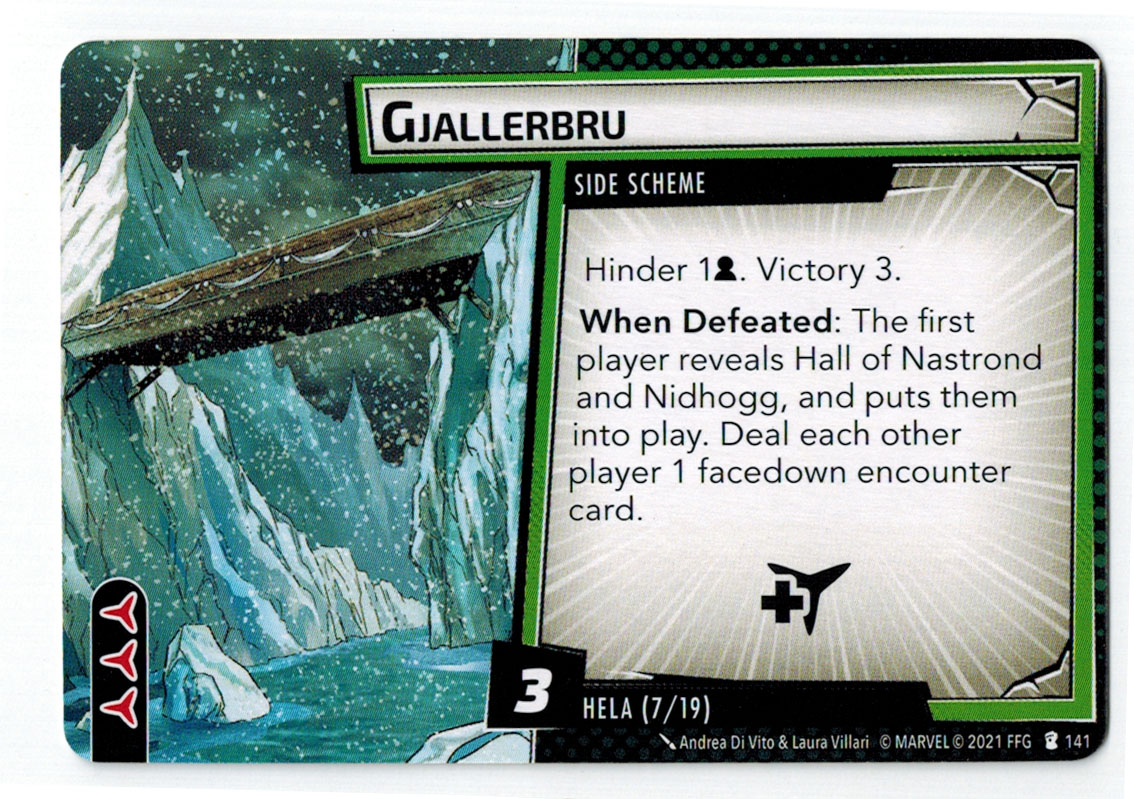 GJALLERBRU
SIDE SCHEME
Hinder 1. Victory 3.
When Defeated: The first
player reveals Hall of Nastrond
and Nidhogg, and puts them
into play. Deal each other
player 1 facedown encounter
card.
3
HELA (7/19)
Andrea Di Vito & Laura Villari © MARVEL © 2021 FFG 141